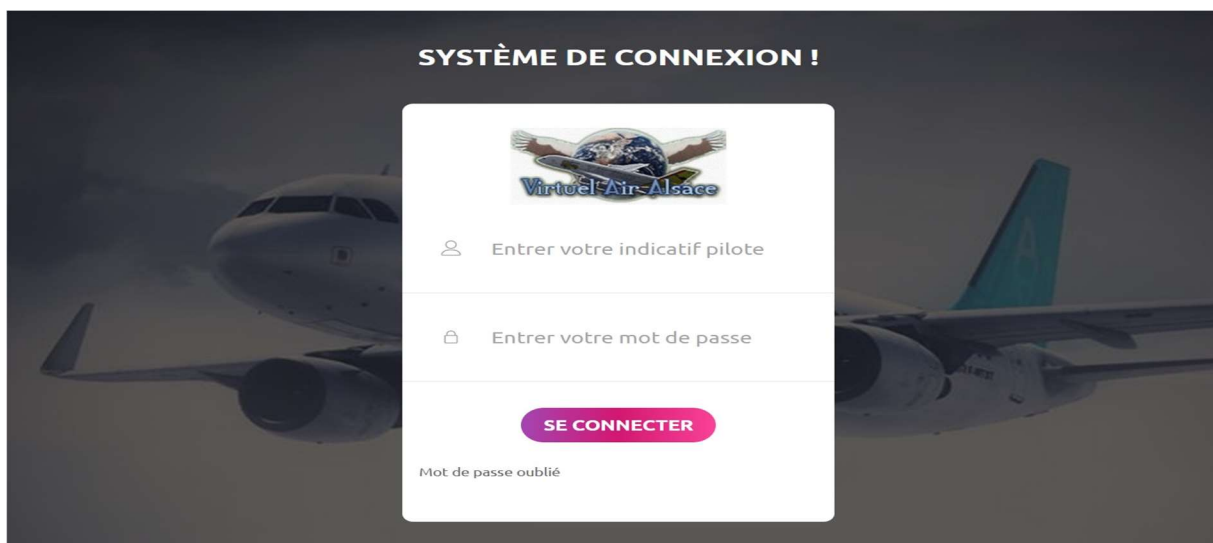 SYSTÈME DE CONNEXION !
Virtuel Air Alsace
Entrer votre indicatif pilote
Entrer votre mot de passe
SE CONNECTER
Mot de passe oublié